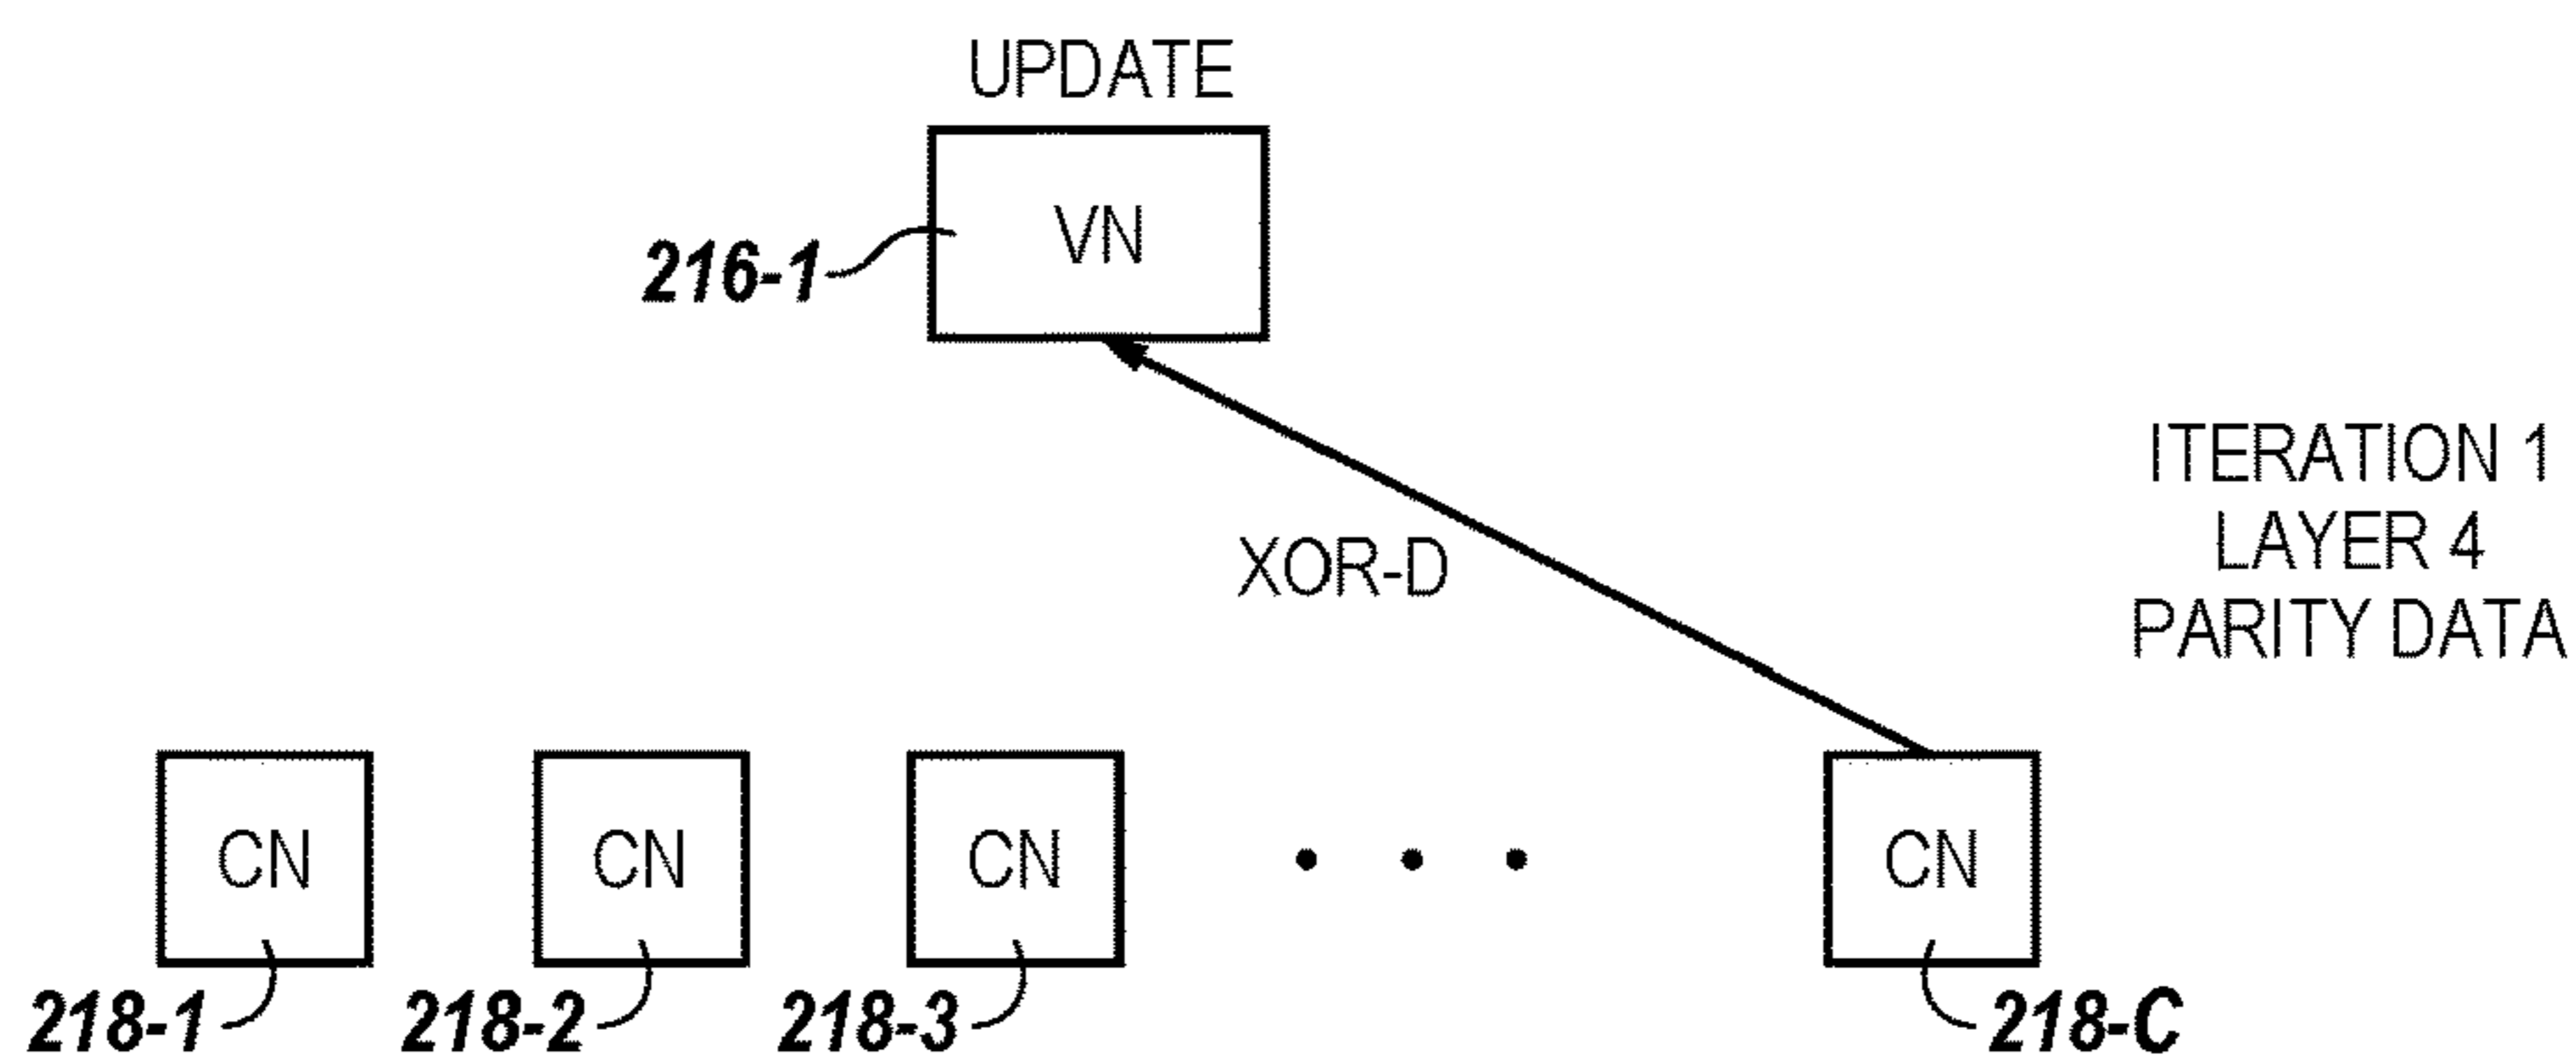 UPDATE
VN
216-1
XOR-D
ITERATION 1
LAYER 4
PARITY DATA
CN
CN
CN
CN
218-1
218-2
218-3
218-C